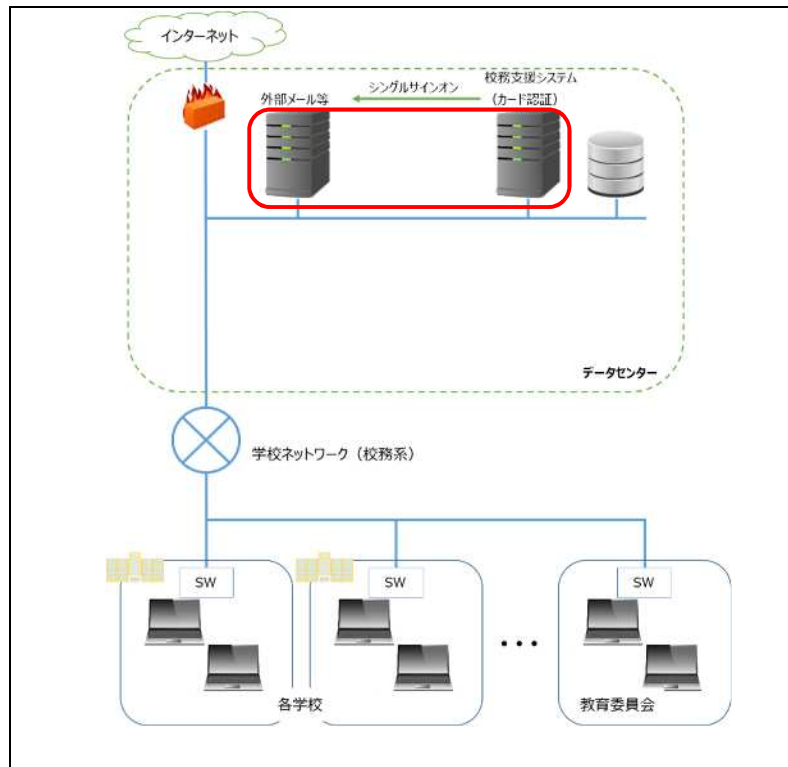 インターネット
外部メール等
シングルサインオン
校務支援システム
(カード認証)
データセンター
学校ネットワーク(校務系)
SW
SW
SW
・・・
各学校
教育委員会